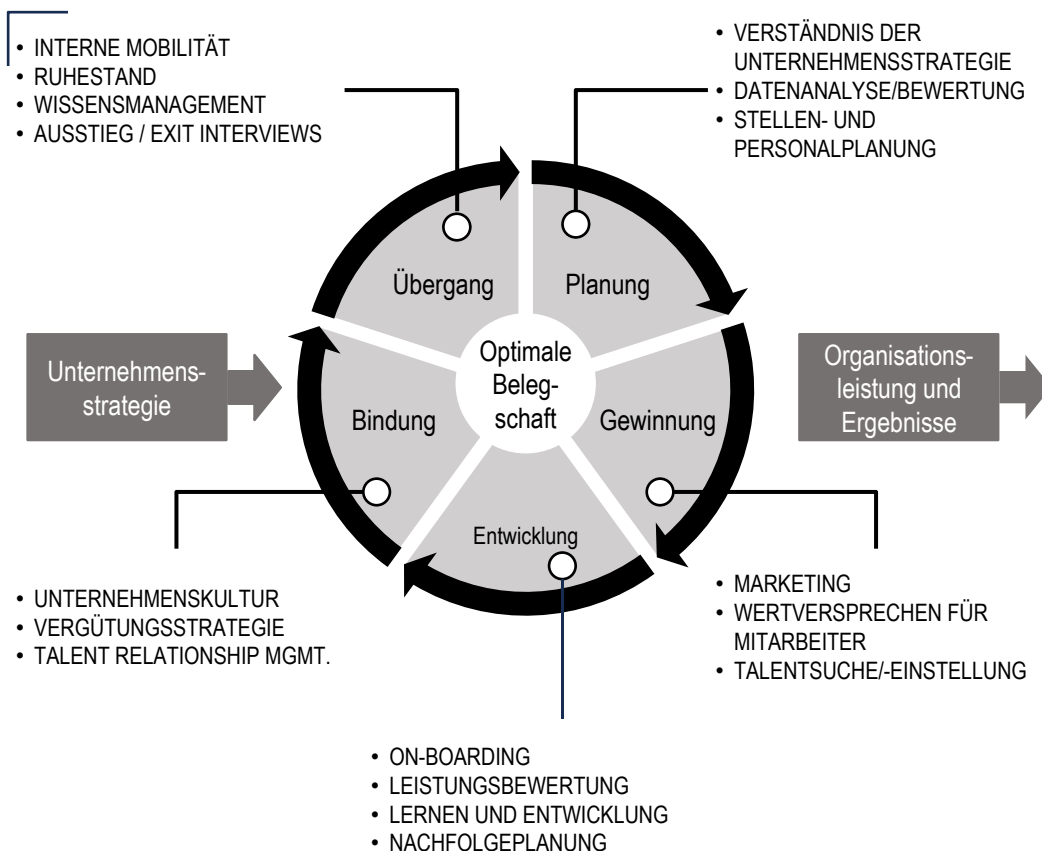 • INTERNE MOBILITÄT
• RUHESTAND
• WISSENSMANAGEMENT
• AUSSTIEG / EXIT INTERVIEWS
• VERSTÄNDNIS DER
UNTERNEHMENSSTRATEGIE
• DATENANALYSE/BEWERTUNG
• STELLEN- UND
PERSONALPLANUNG
Übergang
Planung
Unternehmens-
strategie
Optimale
Beleg-
schaft
Organisations-
leistung und
Ergebnisse
Bindung
Gewinnung
Entwicklung
• UNTERNEHMENSKULTUR
• VERGÜTUNGSSTRATEGIE
• TALENT RELATIONSHIP MGMT.
• MARKETING
• WERTVERSPRECHEN FÜR
MITARBEITER
• TALENTSUCHE/-EINSTELLUNG
• ON-BOARDING
• LEISTUNGSBEWERTUNG
• LERNEN UND ENTWICKLUNG
• NACHFOLGEPLANUNG